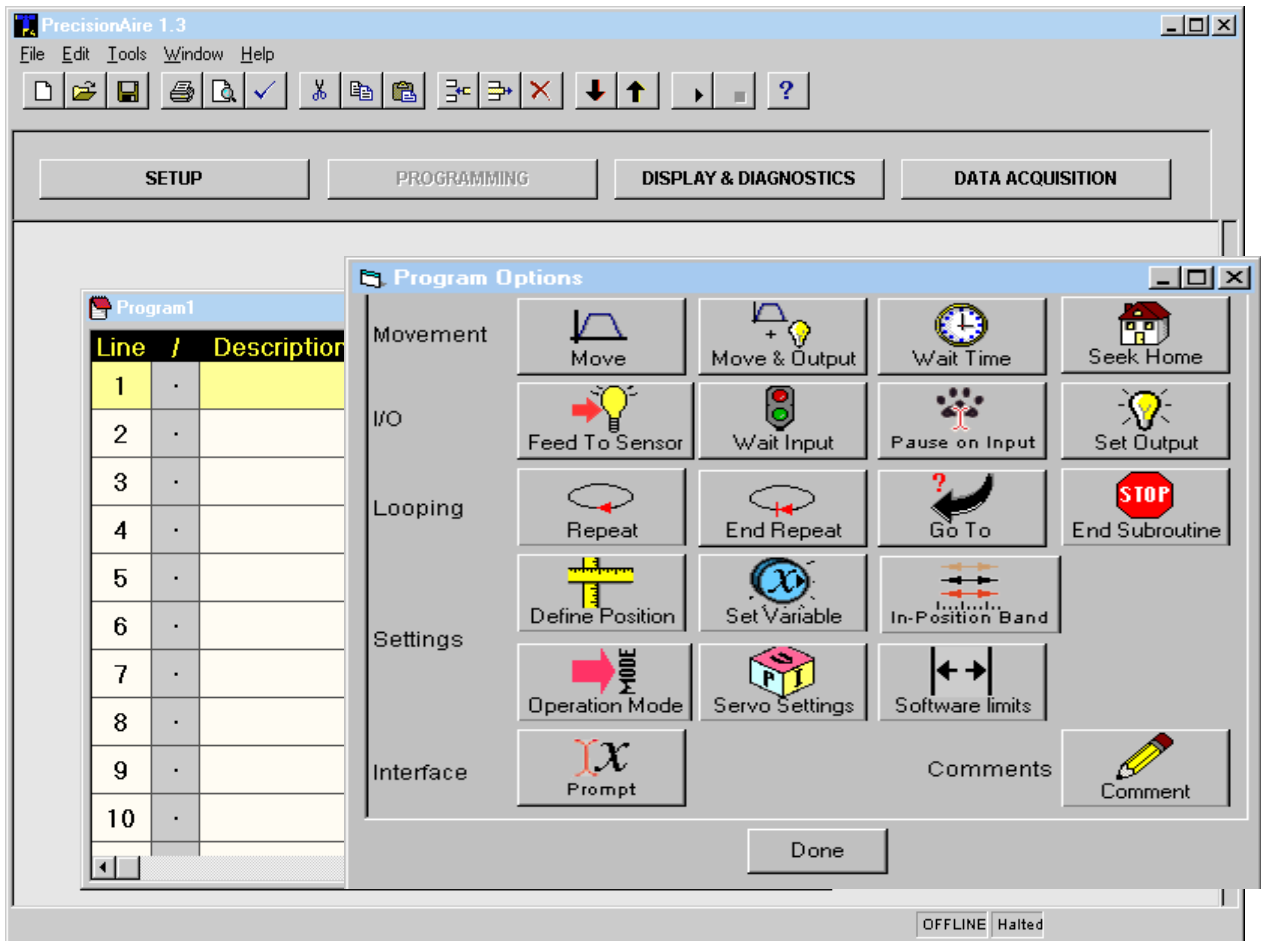 PrecisionAire 1.3
File Edit Tools Window Help
SETUP PROGRAMMING DISPLAY & DIAGNOSTICS DATA ACQUISITION
Program Options
Program1
Line / Description
1
2
3
4
5
6
7
8
9
10
Movement Move Move & Output Wait Time Seek Home
I/O Feed To Sensor Wait Input Pause on Input Set Output
Looping Repeat End Repeat Go To STOP End Subroutine
Settings
Define Position Set Variable In-Position Band
MODE Operation Mode P U I Servo Settings Software limits
Interface Prompt Comments Comment
Done
OFFLINE Halted